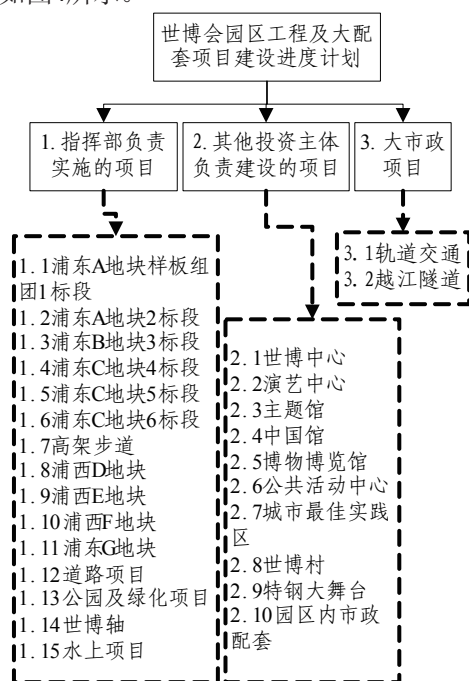 世博会园区工程及大配
套项目建设进度计划
1. 指挥部负责
实施的项目
2. 其他投资主体
负责建设的项目
3. 大市政
项目
1. 1浦东A地块样板组
团1标段
1. 2浦东A地块2标段
1. 3浦东B地块3标段
1. 4浦东C地块4标段
1. 5浦东C地块5标段
1. 6浦东C地块6标段
1. 7高架步道
1. 8浦西D地块
1. 9浦西E地块
1. 10浦西F地块
1. 11浦东G地块
1. 12道路项目
1. 13公园及绿化项目
1. 14世博轴
1. 15水上项目
2. 1世博中心
2. 2演艺中心
2. 3主题馆
2. 4中国馆
2. 5博物博览馆
2. 6公共活动中心
2. 7城市最佳实践
区
2. 8世博村
2. 9特钢大舞台
2. 10园区内市政
配套
3. 1轨道交通
3. 2越江隧道